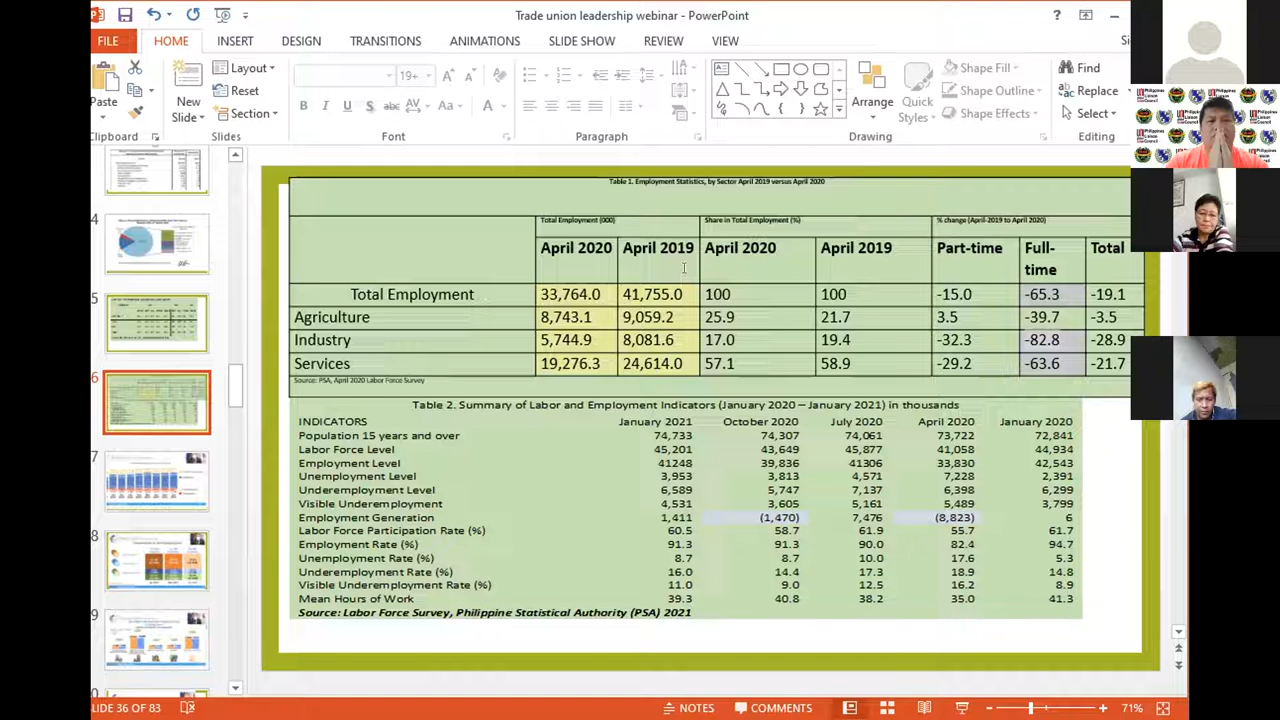 Trade union leadership webinar - PowerPoint
FILE HOME INSERT DESIGN TRANSITIONS ANIMATIONS SLIDE SHOW REVIEW VIEW
Paste
New Slide
Layout
Reset
Section
19+
Arrange
Quick Styles
Shape Fill
Shape Outline
Shape Effects
Find
Replace
Select
Clipboard Slides Font Paragraph Drawing Editing
Table 1. Employment Statistics, by Sector April 2019 versus April 2020
Total Employment (000) Share in Total Employment (%) % change (April-2019 to April 2020)
April 2020 April 2019 April 2020 April 2019 Part-time Full-time Total
Total Employment 33,764.0 41,755.0 100 100 -15.0 -65.3 -19.1
Agriculture 8,743.1 9,059.2 25.9 21.7 3.5 -39.7 -3.5
Industry 5,744.9 8,081.6 17.0 19.4 -32.3 -82.8 -28.9
Services 19,276.3 24,614.0 57.1 58.9 -29.2 -63.6 -21.7
Source: PSA, April 2020 Labor Force Survey
Table 2. Summary of Labor and Employment Indicators (January 2020 – January 2021) in thousands
INDICATORS January 2021 October 2020 July 2020 April 2020 January 2020
Population 15 years and over 74,733 74,307 74,061 73,722 72,841
Labor Force Level 45,201 43,649 45,877 41,058 44,934
Employment Level 41248 39,836 41306 33,830 42,543
Unemployment Level 3,953 3,813 4,571 7,228 2,391
Underemployment Level 6,589 5,747 7,137 6,398 6,299
Visible Underemployment 4,531 3,605 5,161 5,489 3,799
Employment Generation 1,411 (1,470) 7,476 (8,823) 6
Labor Force Participation Rate (%) 60.5 58.7 61.9 55.7 61.7
Employment Rate (%) 91.3 91.3 90.0 82.4 94.7
Unemployment Rate (%) 8.7 8.7 10.0 17.6 5.3
Underemployment Rate (%) 16.0 14.4 17.3 18.9 14.8
Visible Underemployment Rate (%) 11.0 9.0 12.5 16.2 8.9
Mean Hours of Work 39.3 40.8 38.2 35.0 41.3
Source: Labor Force Survey, Philippine Statistical Authority (PSA) 2021
4
5
6
7
8
9
SLIDE 36 OF 83 NOTES COMMENTS 71%